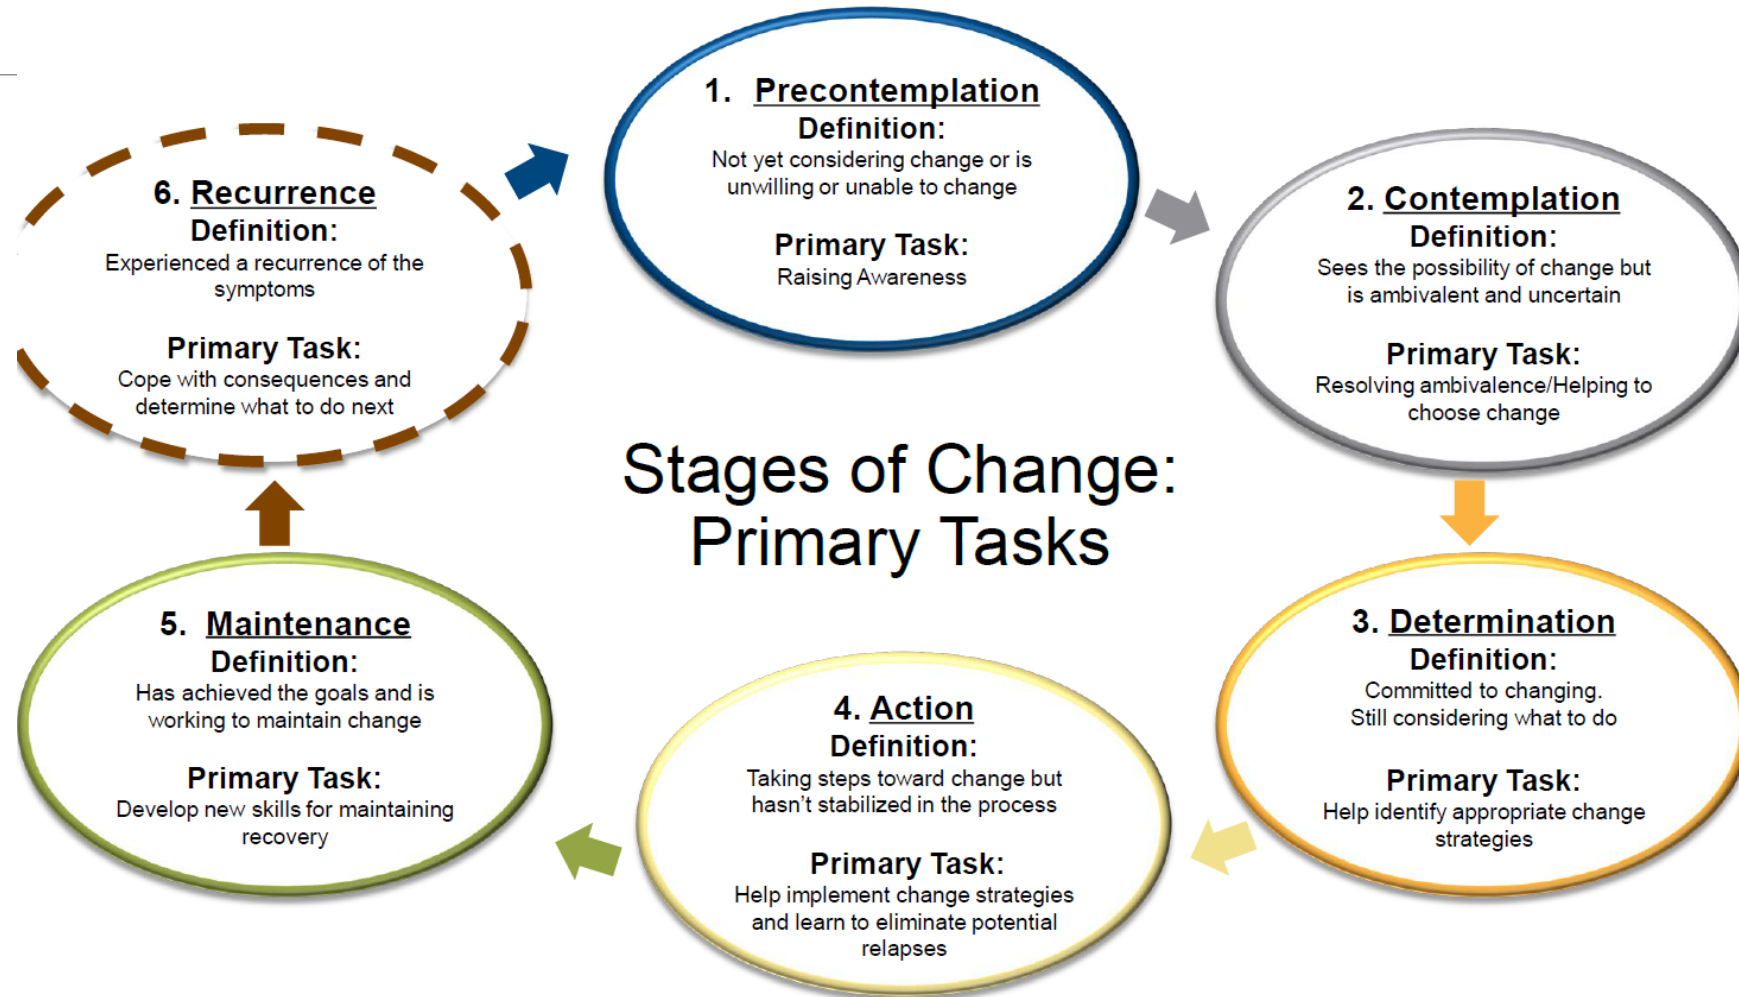 1. Precontemplation
Definition:
Not yet considering change or is
unwilling or unable to change
Primary Task:
Raising Awareness
2. Contemplation
Definition:
Sees the possibility of change but
is ambivalent and uncertain
Primary Task:
Resolving ambivalence/Helping to
choose change
3. Determination
Definition:
Committed to changing.
Still considering what to do
Primary Task:
Help identify appropriate change
strategies
4. Action
Definition:
Taking steps toward change but
hasn’t stabilized in the process
Primary Task:
Help implement change strategies
and learn to eliminate potential
relapses
5. Maintenance
Definition:
Has achieved the goals and is
working to maintain change
Primary Task:
Develop new skills for maintaining
recovery
6. Recurrence
Definition:
Experienced a recurrence of the
symptoms
Primary Task:
Cope with consequences and
determine what to do next
Stages of Change:
Primary Tasks